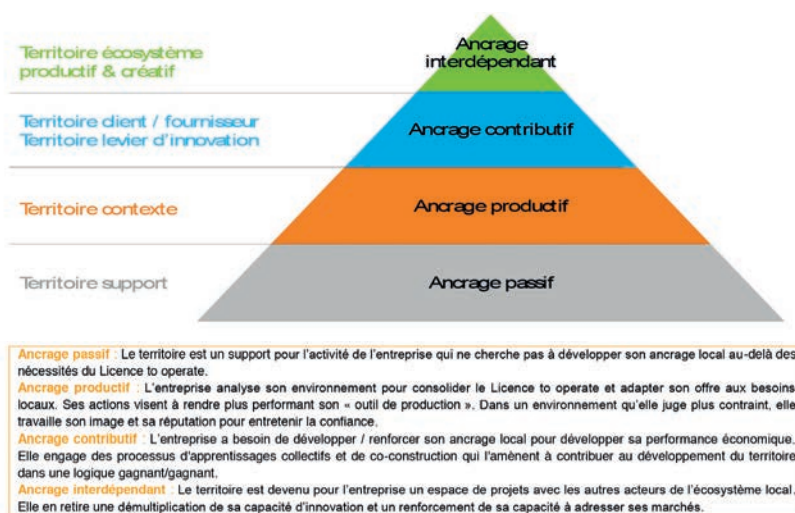 Territoire écosystème
productif & créatif
Ancrage
interdépendant
Territoire client / fournisseur
Territoire levier d'innovation
Ancrage contributif
Territoire contexte
Ancrage productif
Territoire support
Ancrage passif
Ancrage passif : Le territoire est un support pour l'activité de l'entreprise qui ne cherche pas à développer son ancrage local au-delà des
nécessités du Licence to operate.
Ancrage productif : L'entreprise analyse son environnement pour consolider le Licence to operate et adapter son offre aux besoins
locaux. Ses actions visent à rendre plus performant son « outil de production ». Dans un environnement qu'elle juge plus contraint, elle
travaille son image et sa réputation pour entretenir la confiance.
Ancrage contributif : L'entreprise a besoin de développer / renforcer son ancrage local pour développer sa performance économique.
Elle engage des processus d'apprentissages collectifs et de co-construction qui l'amènent à contribuer au développement du territoire
dans une logique gagnant/gagnant.
Ancrage interdépendant : Le territoire est devenu pour l'entreprise un espace de projets avec les autres acteurs de l'écosystème local.
Elle en retire une démultiplication de sa capacité d'innovation et un renforcement de sa capacité à adresser ses marchés.